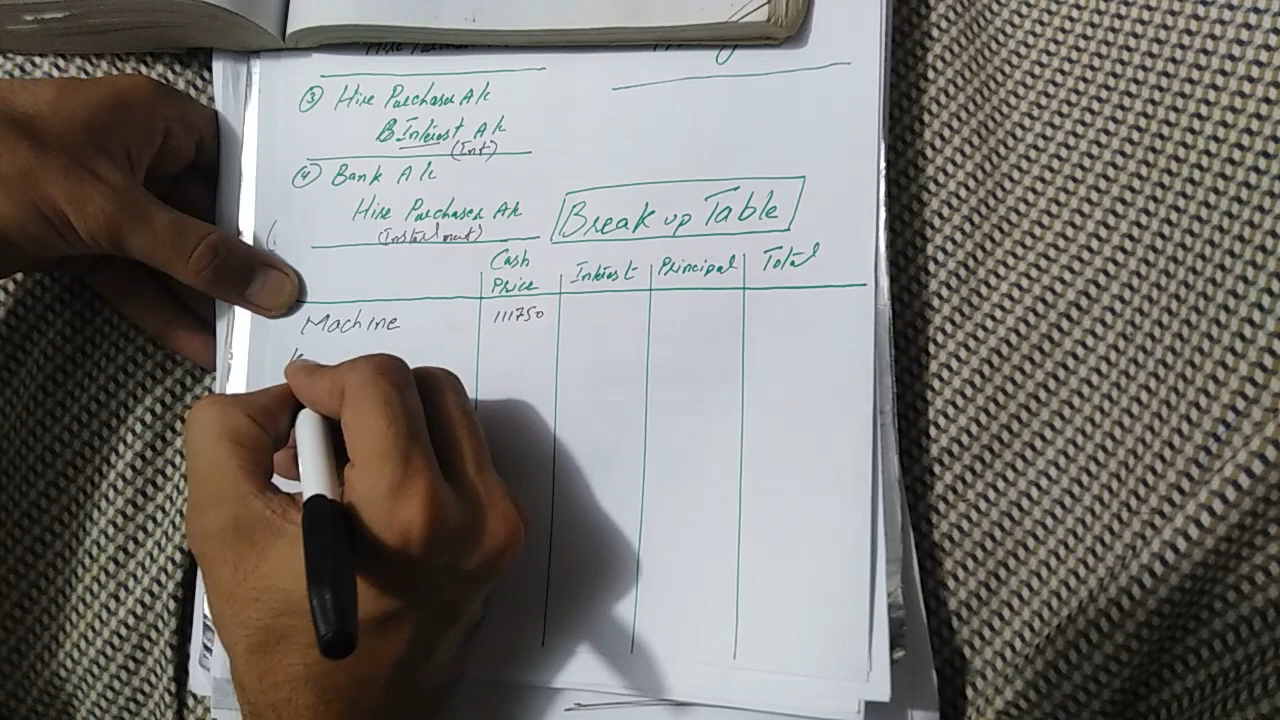 ③ Hire Purchaser A/c
B Interest A/c
(Int)
④ Bank A/c
Hire Purchaser A/c
(Instalment)
Break up Table
Cash Price
Interest
Principal
Total
Machine
111750